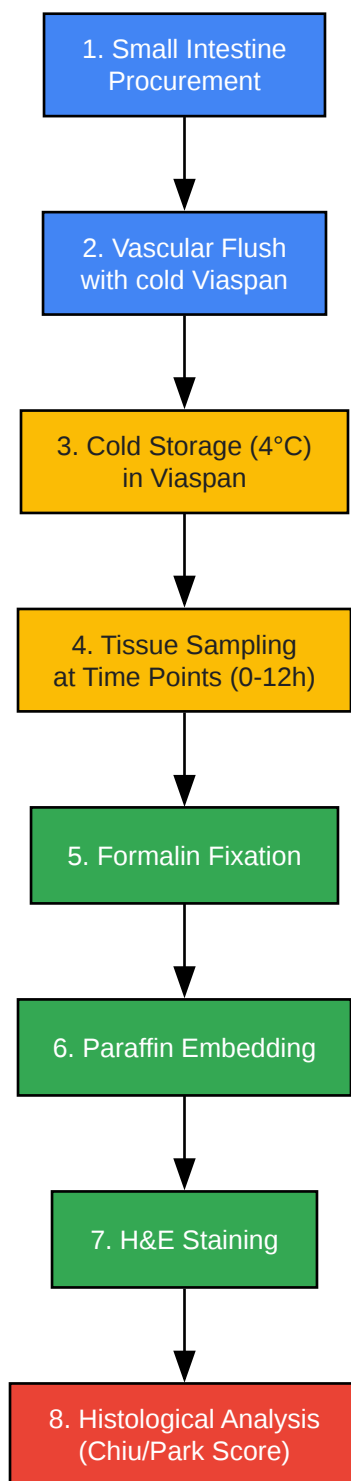 1. Small Intestine
Procurement
2. Vascular Flush
with cold Viaspan
3. Cold Storage (4°C)
in Viaspan
4. Tissue Sampling
at Time Points (0-12h)
5. Formalin Fixation
6. Paraffin Embedding
7. H&E Staining
8. Histological Analysis
(Chiu/Park Score)